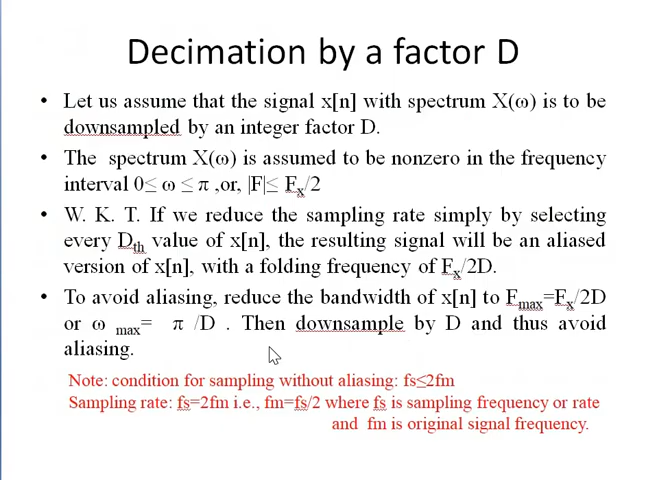 Decimation by a factor D
• Let us assume that the signal x[n] with spectrum X(ω) is to be
downsampled by an integer factor D.
• The spectrum X(ω) is assumed to be nonzero in the frequency
interval 0≤ ω ≤ π ,or, |F|≤ Fx/2
• W. K. T. If we reduce the sampling rate simply by selecting
every Dth value of x[n], the resulting signal will be an aliased
version of x[n], with a folding frequency of Fx/2D.
• To avoid aliasing, reduce the bandwidth of x[n] to Fmax=Fx/2D
or ω max= π /D . Then downsample by D and thus avoid
aliasing.
Note: condition for sampling without aliasing: fs≤2fm
Sampling rate: fs=2fm i.e., fm=fs/2 where fs is sampling frequency or rate
and fm is original signal frequency.